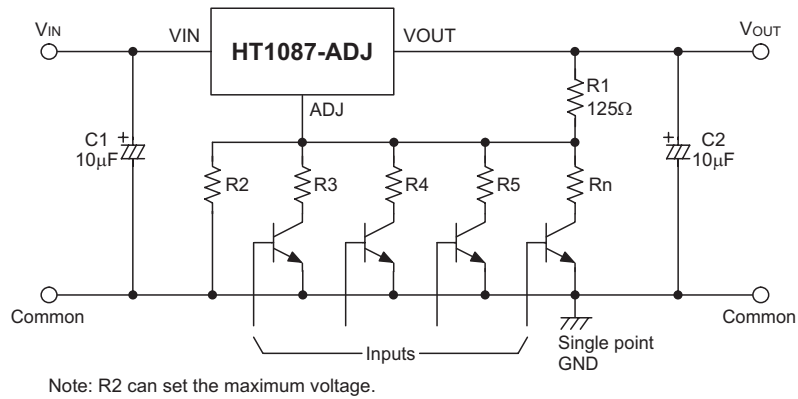 VIN
VIN
HT1087-ADJ
VOUT
VOUT
ADJ
R1
125Ω
C1
+
10μF
R2
R3
R4
R5
Rn
+
C2
10μF
Common
Common
Inputs
Single point
GND
Note: R2 can set the maximum voltage.